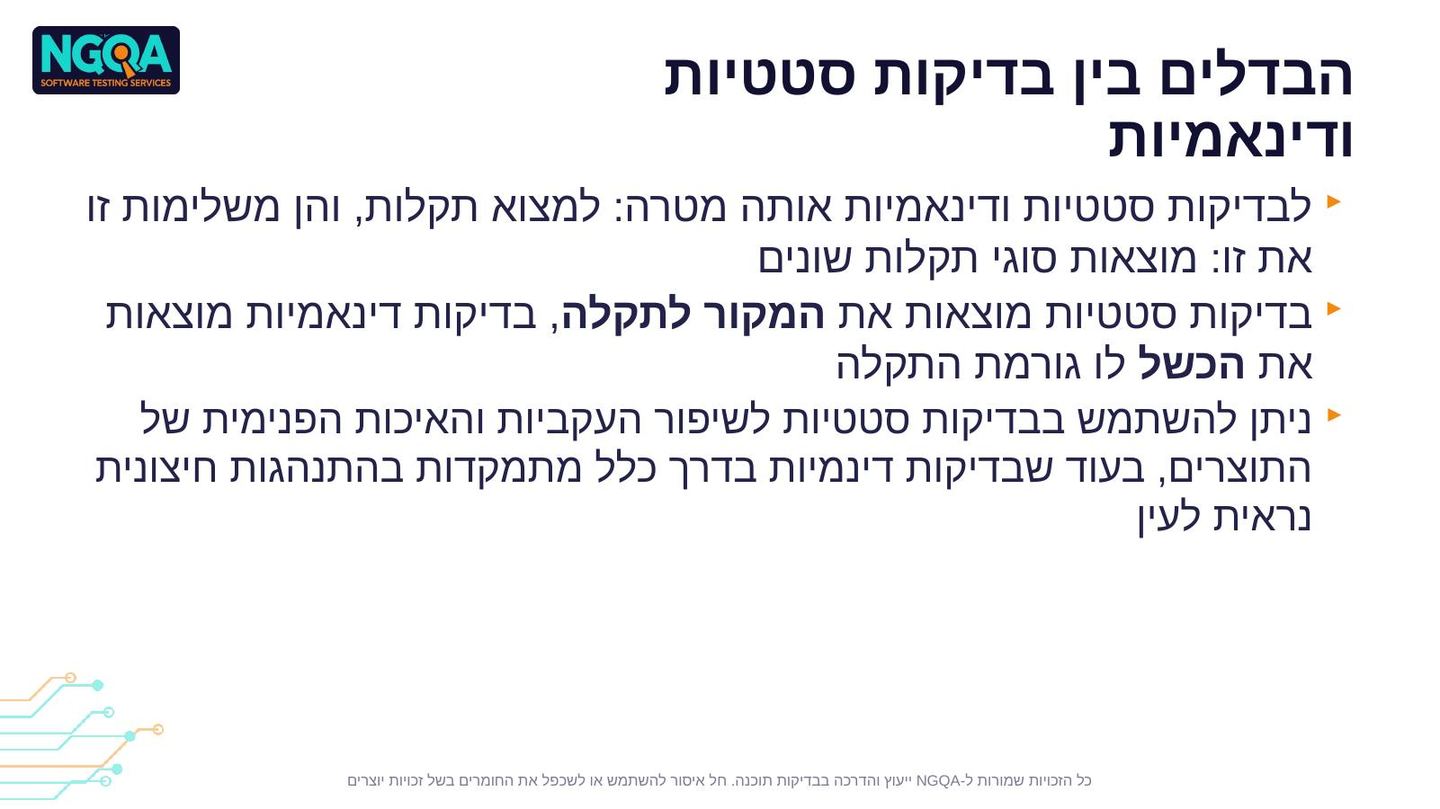 NGQA
SOFTWARE TESTING SERVICES
הבדלים בין בדיקות סטטיות
ודינאמיות
לבדיקות סטטיות ודינאמיות אותה מטרה: למצוא תקלות, והן משלימות זו
את זו: מוצאות סוגי תקלות שונים
בדיקות סטטיות מוצאות את המקור לתקלה, בדיקות דינאמיות מוצאות
את הכשל לו גורמת התקלה
ניתן להשתמש בבדיקות סטטיות לשיפור העקביות והאיכות הפנימית של
התוצרים, בעוד שבדיקות דינמיות בדרך כלל מתמקדות בהתנהגות חיצונית
נראית לעין
כל הזכויות שמורות ל-NGQA ייעוץ והדרכה בבדיקות תוכנה. חל איסור להשתמש או לשכפל את החומרים בשל זכויות יוצרים